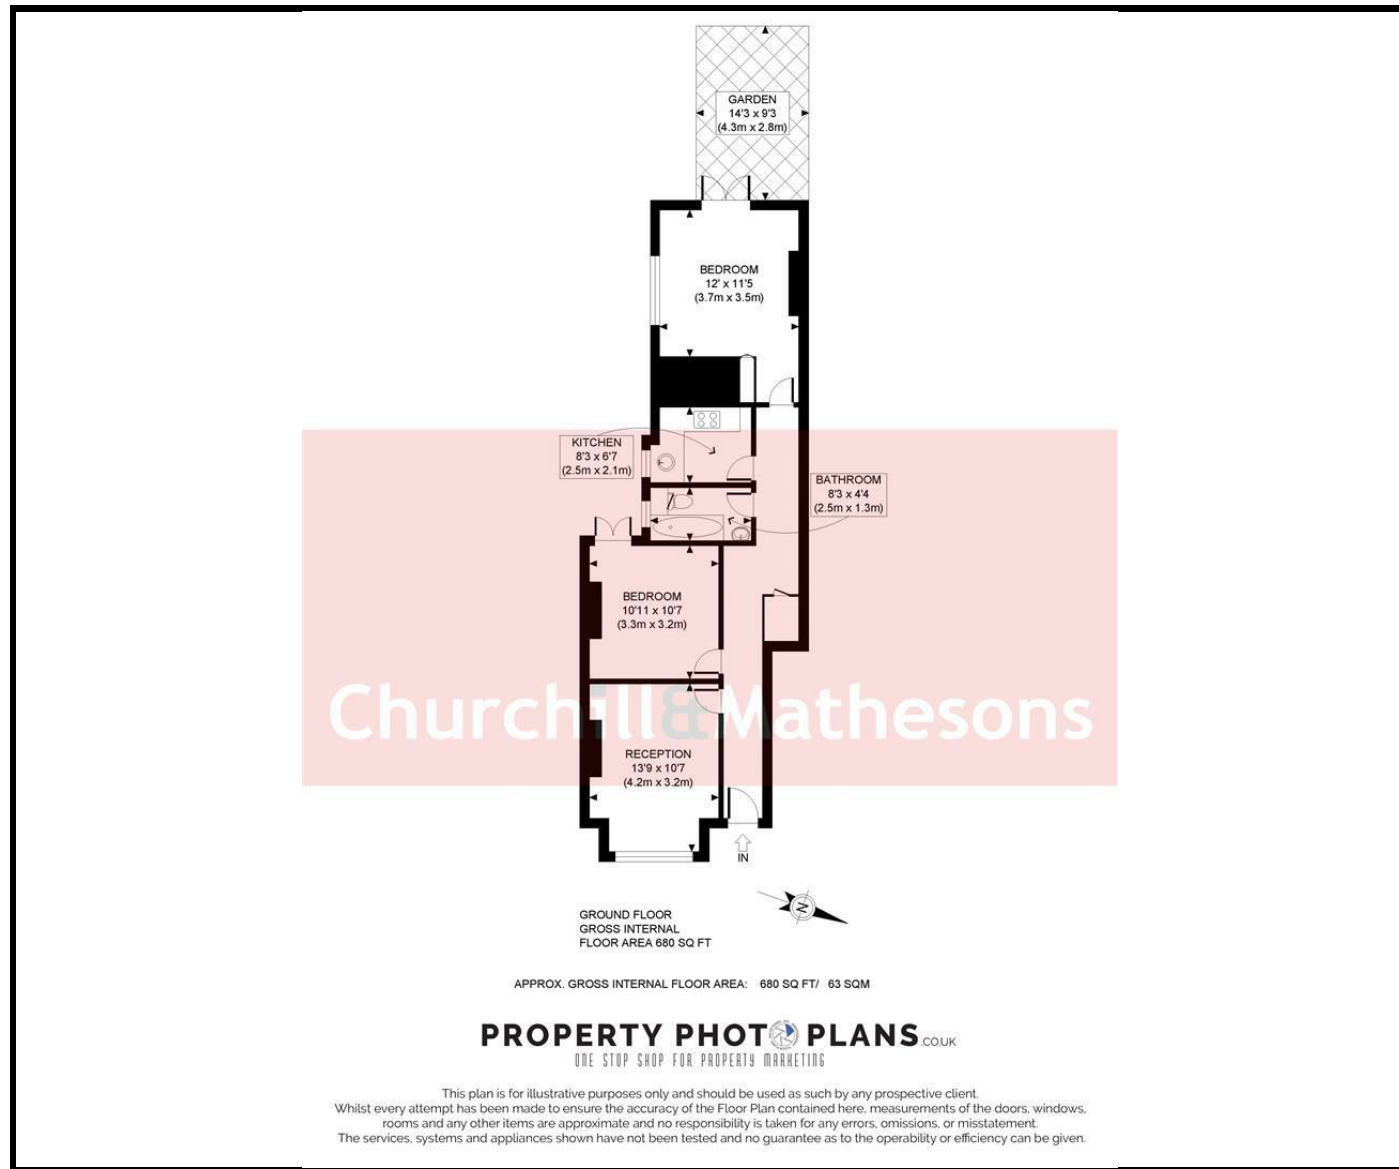 GARDEN
14'3 x 9'3
(4.3m x 2.8m)
BEDROOM
12' x 11'5
(3.7m x 3.5m)
KITCHEN
8'3 x 6'7
(2.5m x 2.1m)
BATHROOM
8'3 x 4'4
(2.5m x 1.3m)
BEDROOM
10'11 x 10'7
(3.3m x 3.2m)
Churchill&Mathesons
RECEPTION
13'9 x 10'7
(4.2m x 3.2m)
IN
N
GROUND FLOOR
GROSS INTERNAL
FLOOR AREA 680 SQ FT
APPROX. GROSS INTERNAL FLOOR AREA: 680 SQ FT/ 63 SQM
PROPERTY PHOTO PLANS.CO.UK
ONE STOP SHOP FOR PROPERTY MARKETING
This plan is for illustrative purposes only and should be used as such by any prospective client.
Whilst every attempt has been made to ensure the accuracy of the Floor Plan contained here, measurements of the doors, windows,
rooms and any other items are approximate and no responsibility is taken for any errors, omissions, or misstatement.
The services, systems and appliances shown have not been tested and no guarantee as to the operability or efficiency can be given.